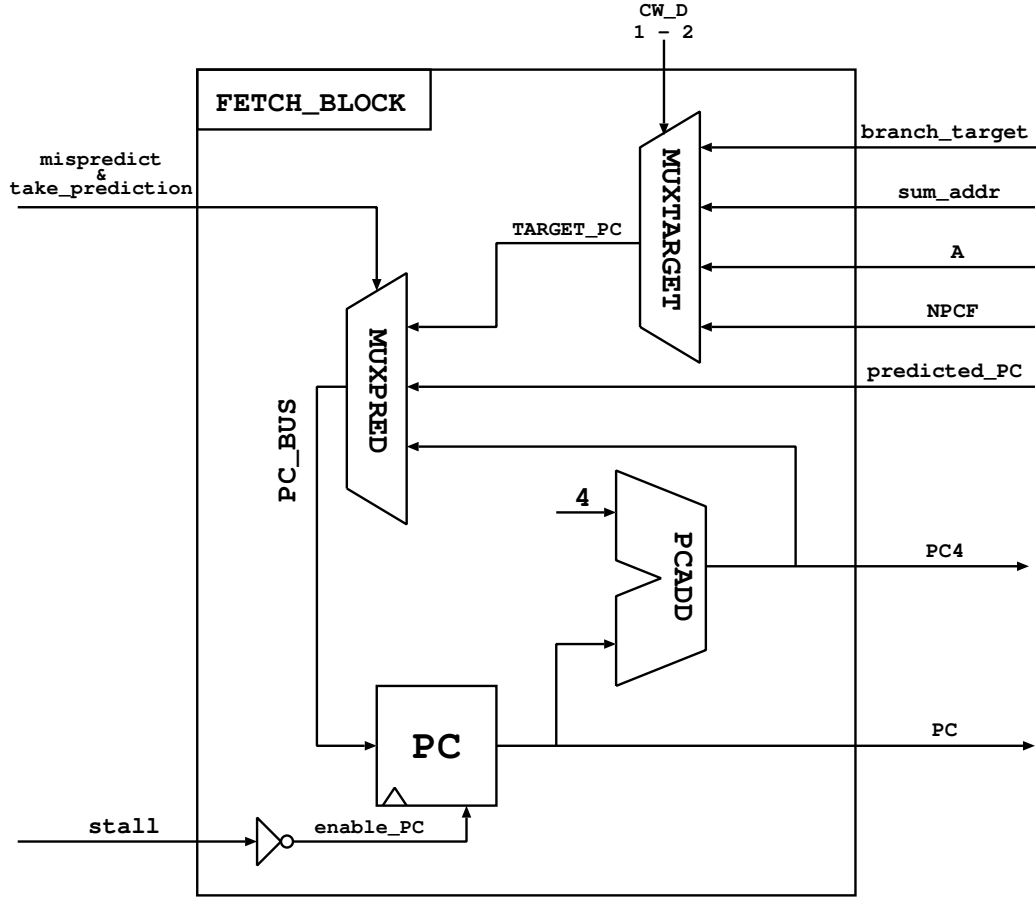 CW_D
1 - 2
FETCH_BLOCK
branch_target
mispredict
&
take_prediction
MUXTARGET
sum_addr
TARGET_PC
A
NPCF
MUXPRED
predicted_PC
PC_BUS
4
PCADD
PC4
PC
PC
stall
enable_PC